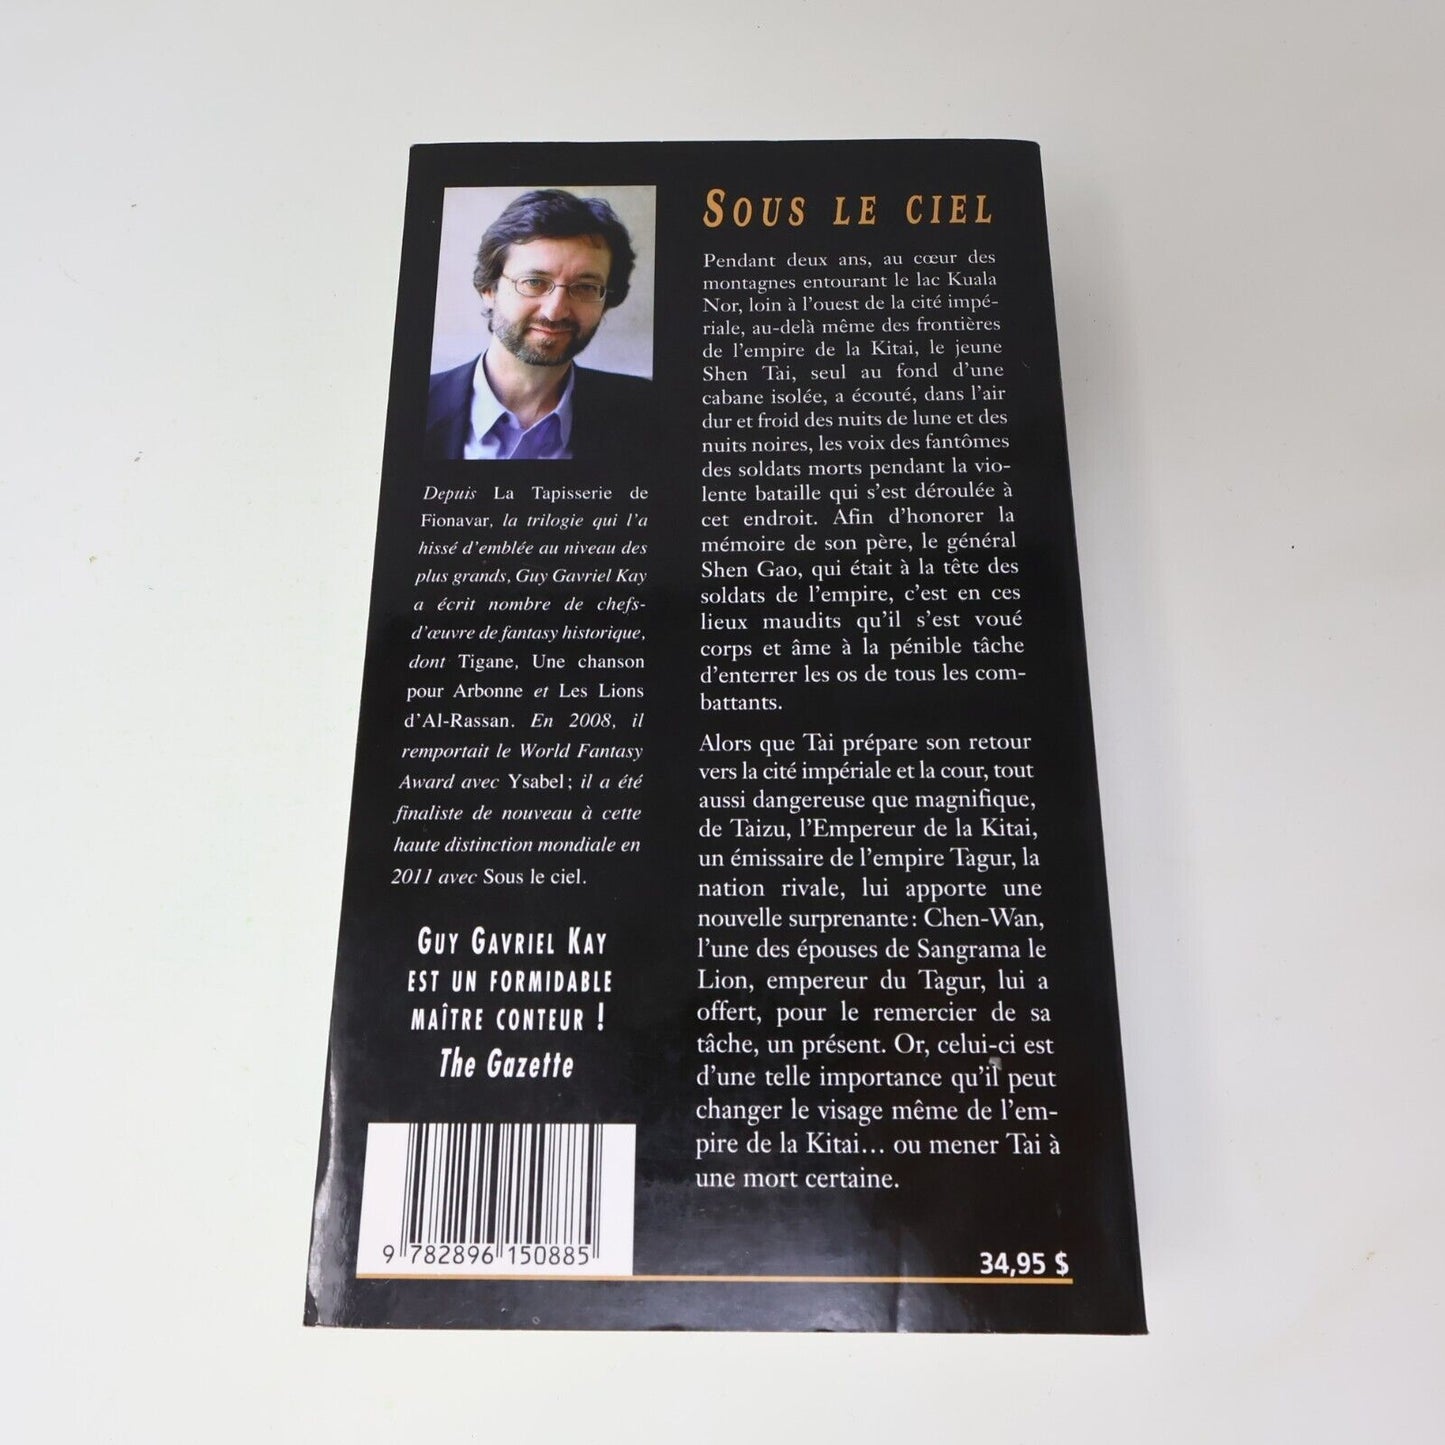 Depuis La Tapisserie de
Fionavar, la trilogie qui l'a
hissé d'emblée au niveau des
plus grands, Guy Gavriel Kay
a écrit nombre de chefs-
d'œuvre de fantasy historique,
dont Tigane, Une chanson
pour Arbonne et Les Lions
d'Al-Rassan. En 2008, il
remportait le World Fantasy
Award avec Ysabel ; il a été
finaliste de nouveau à cette
haute distinction mondiale en
2011 avec Sous le ciel.
GUY GAVRIEL KAY
EST UN FORMIDABLE
MAÎTRE CONTEUR !
The Gazette
9 782896 150885
SOUS LE CIEL
Pendant deux ans, au cœur des
montagnes entourant le lac Kuala
Nor, loin à l'ouest de la cité impé-
riale, au-delà même des frontières
de l'empire de la Kitai, le jeune
Shen Tai, seul au fond d'une
cabane isolée, a écouté, dans l'air
dur et froid des nuits de lune et des
nuits noires, les voix des fantômes
des soldats morts pendant la vio-
lente bataille qui s'est déroulée à
cet endroit. Afin d'honorer la
mémoire de son père, le général
Shen Gao, qui était à la tête des
soldats de l'empire, c'est en ces
lieux maudits qu'il s'est voué
corps et âme à la pénible tâche
d'enterrer les os de tous les com-
battants.
Alors que Tai prépare son retour
vers la cité impériale et la cour, tout
aussi dangereuse que magnifique,
de Taizu, l'Empereur de la Kitai,
un émissaire de l'empire Tagur, la
nation rivale, lui apporte une
nouvelle surprenante : Chen-Wan,
l'une des épouses de Sangrama le
Lion, empereur du Tagur, lui a
offert, pour le remercier de sa
tâche, un présent. Or, celui-ci est
d'une telle importance qu'il peut
changer le visage même de l'em-
pire de la Kitai... ou mener Tai à
une mort certaine.
34,95 $